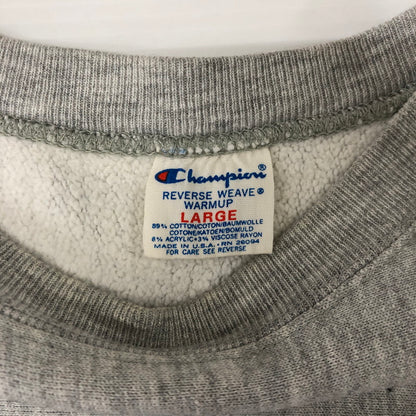 Champion®
REVERSE WEAVE®
WARMUP
LARGE
89% COTTON/COTON/BAUMWOLLE
COTONE/KATOEN/BOMULD
8% ACRYLIC•3% VISCOSE RAYON
MADE IN U.S.A. RN 26094
FOR CARE SEE REVERSE